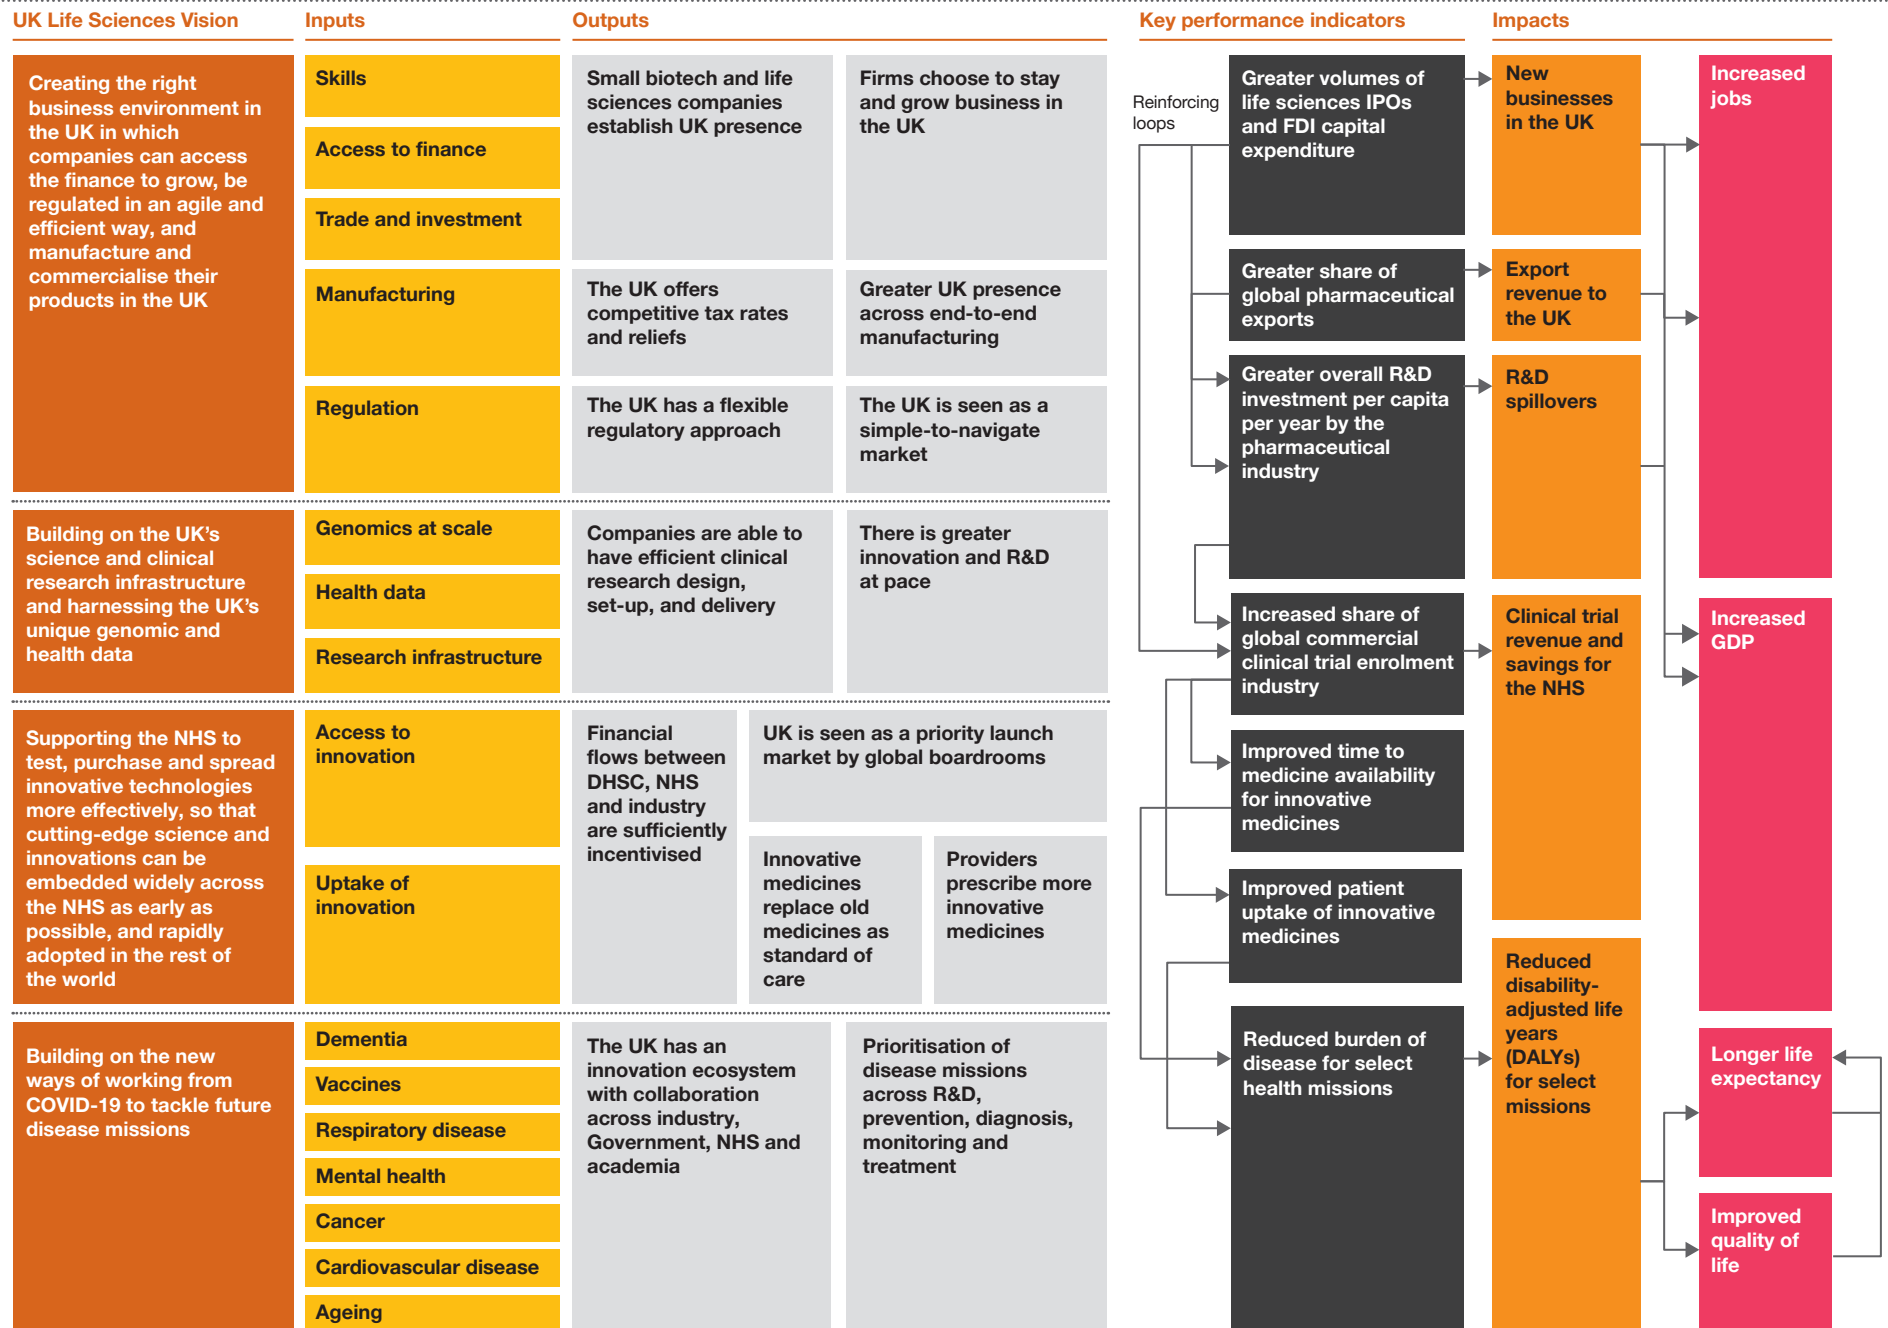 UK Life Sciences Vision
Inputs
Outputs
Key performance indicators
Impacts
Creating the right
business environment in
the UK in which
companies can access
the finance to grow, be
regulated in an agile and
efficient way, and
manufacture and
commercialise their
products in the UK
Skills
Access to finance
Trade and investment
Manufacturing
Regulation
Small biotech and life
sciences companies
establish UK presence
Firms choose to stay
and grow business in
the UK
The UK offers
competitive tax rates
and reliefs
Greater UK presence
across end-to-end
manufacturing
The UK has a flexible
regulatory approach
The UK is seen as a
simple-to-navigate
market
Building on the UK's
science and clinical
research infrastructure
and harnessing the UK's
unique genomic and
health data
Genomics at scale
Health data
Research infrastructure
Companies are able to
have efficient clinical
research design,
set-up, and delivery
There is greater
innovation and R&D
at pace
Supporting the NHS to
test, purchase and spread
innovative technologies
more effectively, so that
cutting-edge science and
innovations can be
embedded widely across
the NHS as early as
possible, and rapidly
adopted in the rest of
the world
Access to
innovation
Uptake of
innovation
Financial
flows between
DHSC, NHS
and industry
are sufficiently
incentivised
UK is seen as a priority launch
market by global boardrooms
Innovative
medicines
replace old
medicines as
standard of
care
Providers
prescribe more
innovative
medicines
Building on the new
ways of working from
COVID-19 to tackle future
disease missions
Dementia
Vaccines
Respiratory disease
Mental health
Cancer
Cardiovascular disease
Ageing
The UK has an
innovation ecosystem
with collaboration
across industry,
Government, NHS and
academia
Prioritisation of
disease missions
across R&D,
prevention, diagnosis,
monitoring and
treatment
Reinforcing
loops
Greater volumes of
life sciences IPOs
and FDI capital
expenditure
Greater share of
global pharmaceutical
exports
Greater overall R&D
investment per capita
per year by the
pharmaceutical
industry
Increased share of
global commercial
clinical trial enrolment
industry
Improved time to
medicine availability
for innovative
medicines
Improved patient
uptake of innovative
medicines
Reduced burden of
disease for select
health missions
New
businesses
in the UK
Export
revenue to
the UK
R&D
spillovers
Clinical trial
revenue and
savings for
the NHS
Reduced
disability-
adjusted life
years
(DALYs)
for select
missions
Increased
jobs
Increased
GDP
Longer life
expectancy
Improved
quality of
life